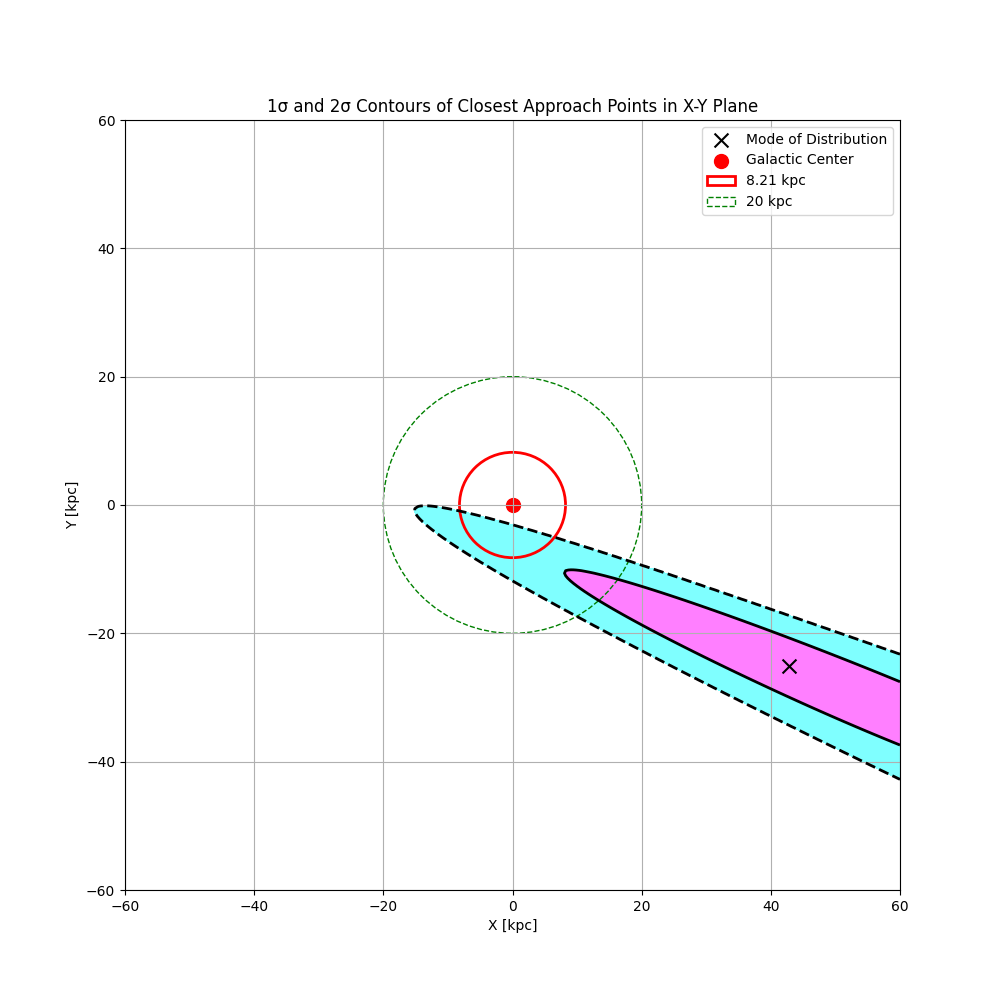 1σ and 2σ Contours of Closest Approach Points in X-Y Plane
Mode of Distribution
Galactic Center
8.21 kpc
20 kpc
60
40
20
0
−20
−40
−60
Y [kpc]
−60 −40 −20 0 20 40 60
X [kpc]